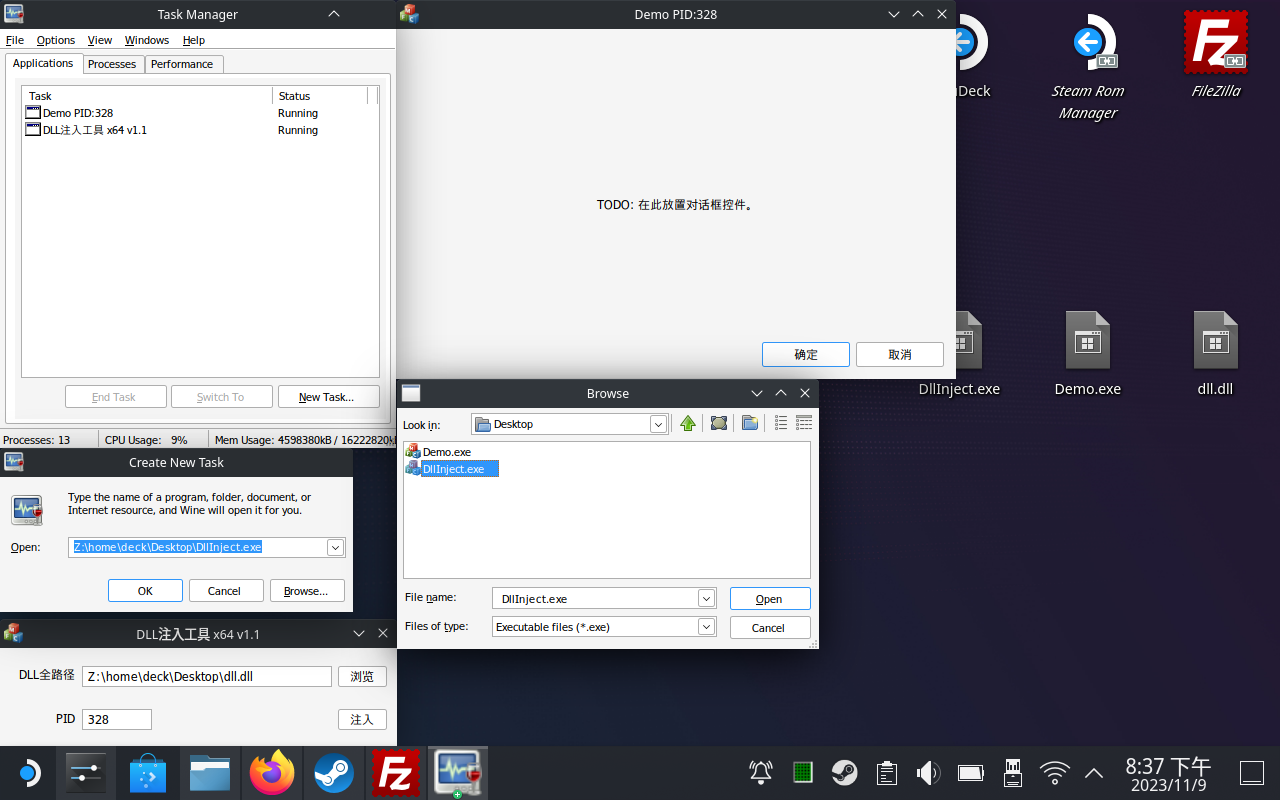 Task Manager
File Options View Windows Help
Applications Processes Performance
Task Status
Demo PID:328 Running
DLL注入工具 x64 v1.1 Running
End Task Switch To New Task...
Processes: 13 CPU Usage: 9% Mem Usage: 4598380kB / 16222820k
Demo PID:328
TODO: 在此放置对话框控件。
确定 取消
Deck
Steam Rom
Manager
FileZilla
DllInject.exe
Demo.exe
dll.dll
Create New Task
Type the name of a program, folder, document, or
Internet resource, and Wine will open it for you.
Open: Z:\home\deck\Desktop\DllInject.exe
OK Cancel Browse...
Browse
Look in: Desktop
Demo.exe
DllInject.exe
File name: DllInject.exe Open
Files of type: Executable files (*.exe) Cancel
DLL注入工具 x64 v1.1
DLL全路径 Z:\home\deck\Desktop\dll.dll 浏览
PID 328 注入
8:37 下午
2023/11/9